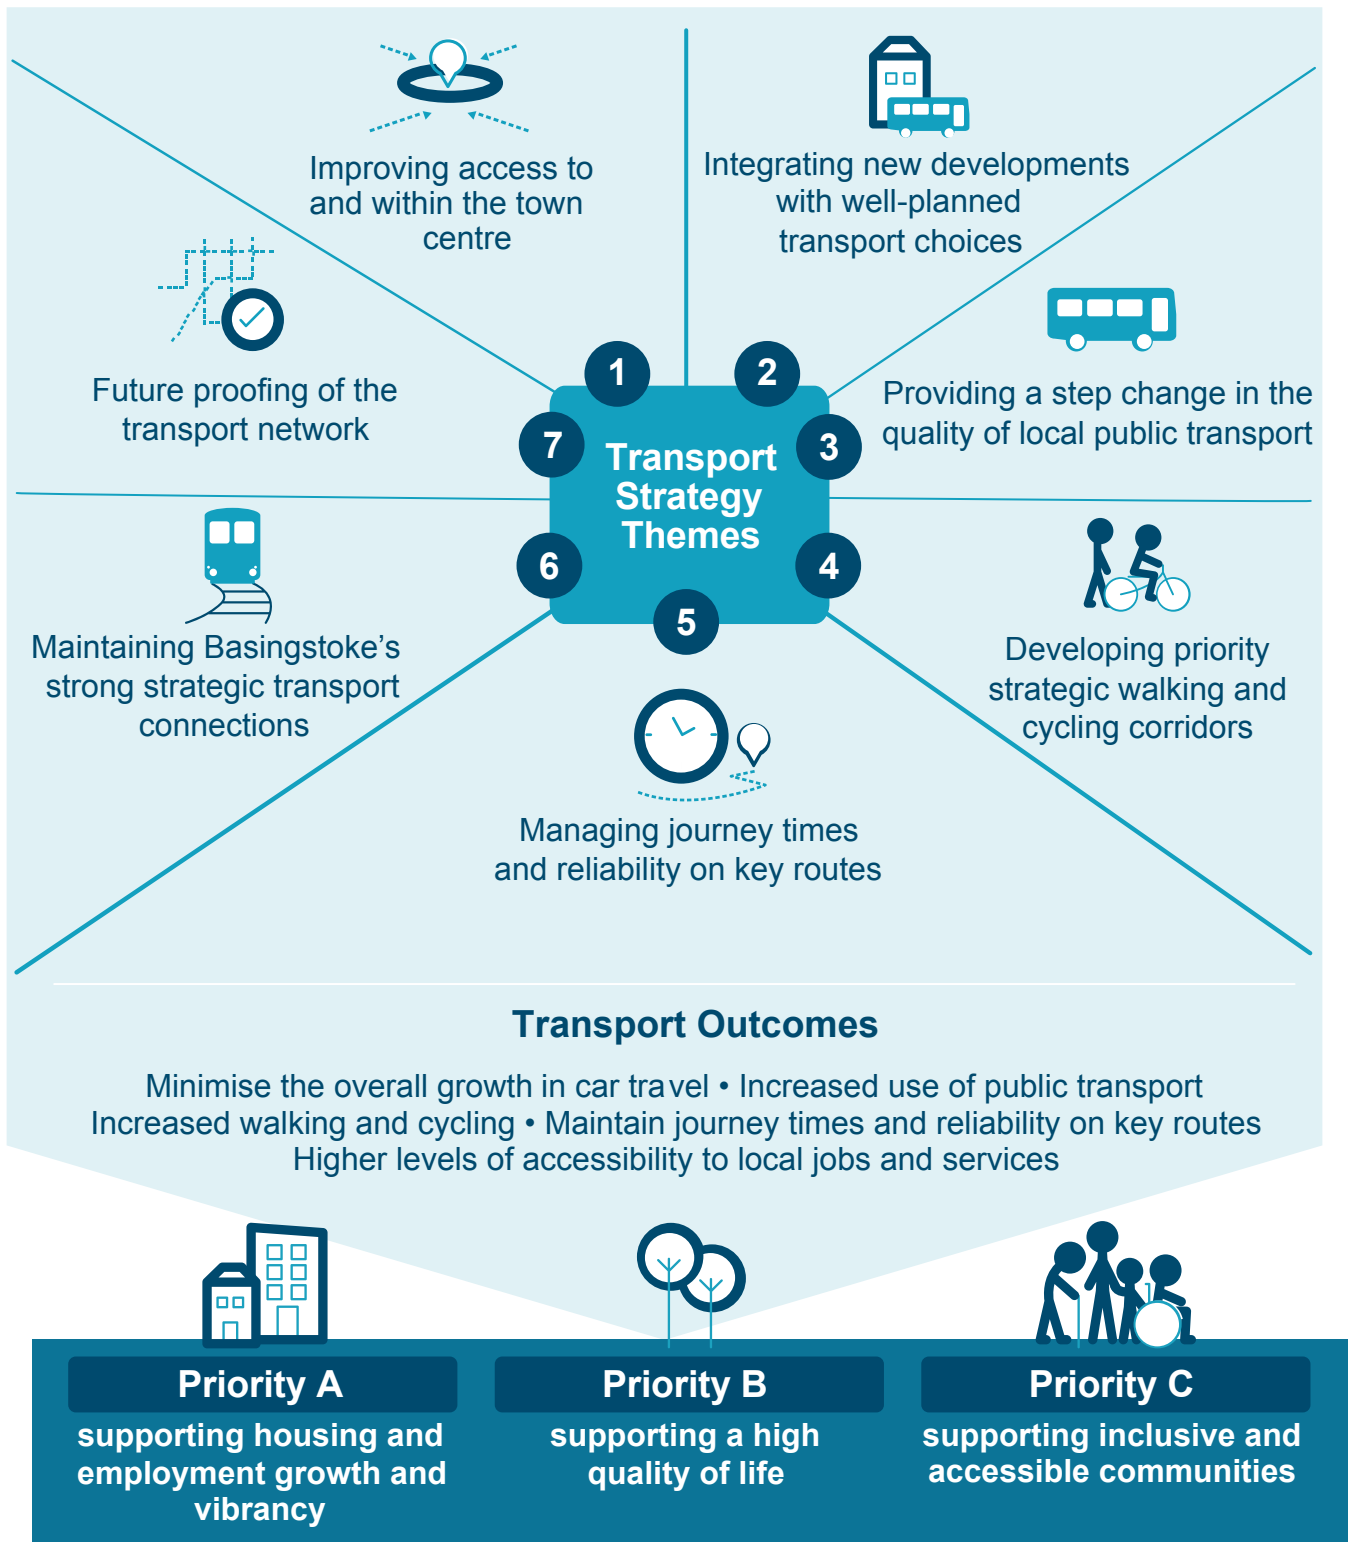 Improving access to
and within the town
centre
Integrating new developments
with well-planned
transport choices
Future proofing of the
transport network
Providing a step change in the
quality of local public transport
1
2
7
3
Transport
Strategy
Themes
6
4
5
Maintaining Basingstoke’s
strong strategic transport
connections
Developing priority
strategic walking and
cycling corridors
Managing journey times
and reliability on key routes
Transport Outcomes
Minimise the overall growth in car travel • Increased use of public transport
Increased walking and cycling • Maintain journey times and reliability on key routes
Higher levels of accessibility to local jobs and services
Priority A
supporting housing and
employment growth and
vibrancy
Priority B
supporting a high
quality of life
Priority C
supporting inclusive and
accessible communities